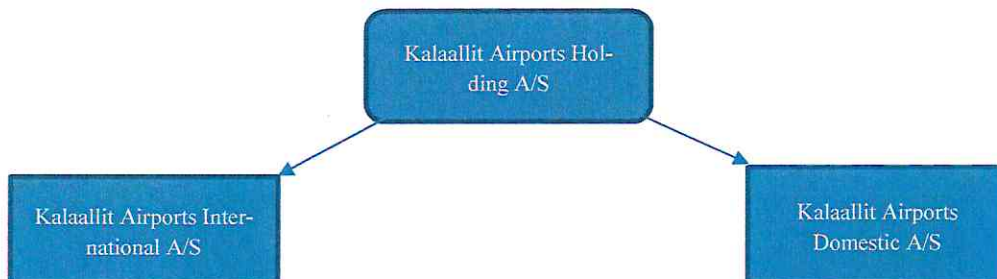 Kalaallit Airports Hol-
ding A/S
Kalaallit Airports Inter-
national A/S
Kalaallit Airports
Domestic A/S